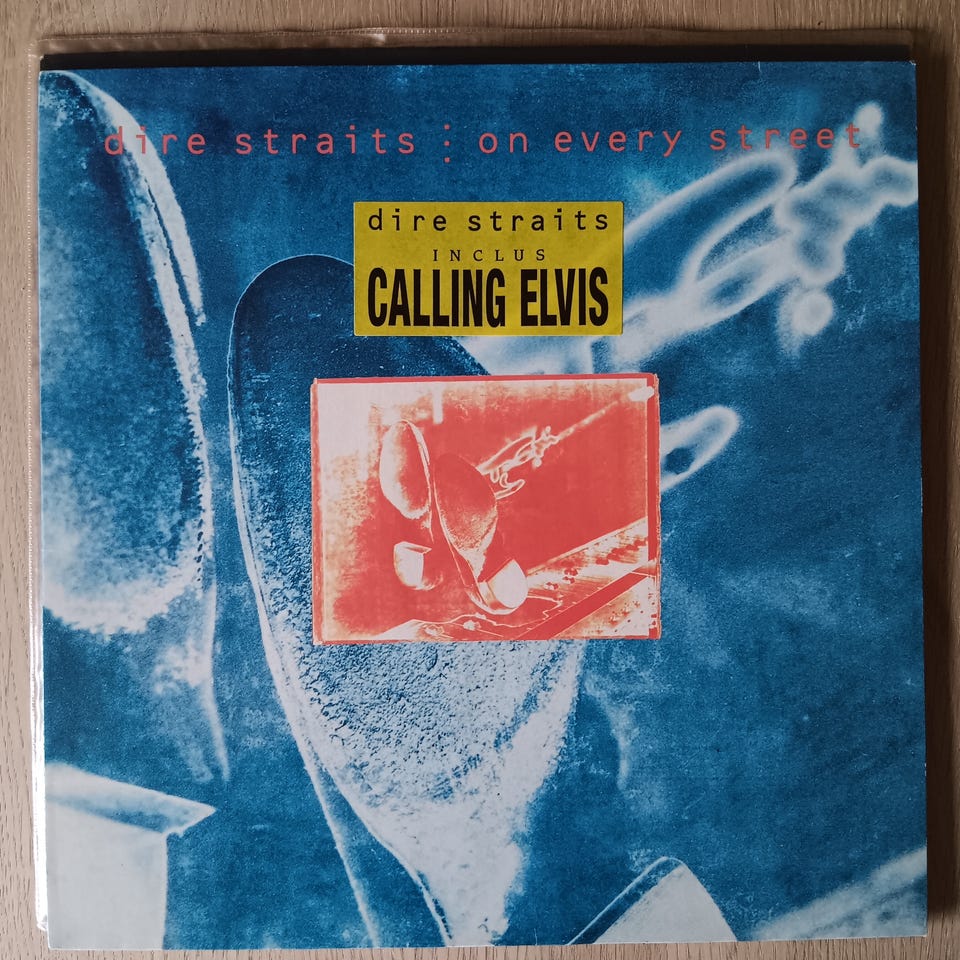 dire straits ⋮ on every street
dire straits
INCLUS
CALLING ELVIS